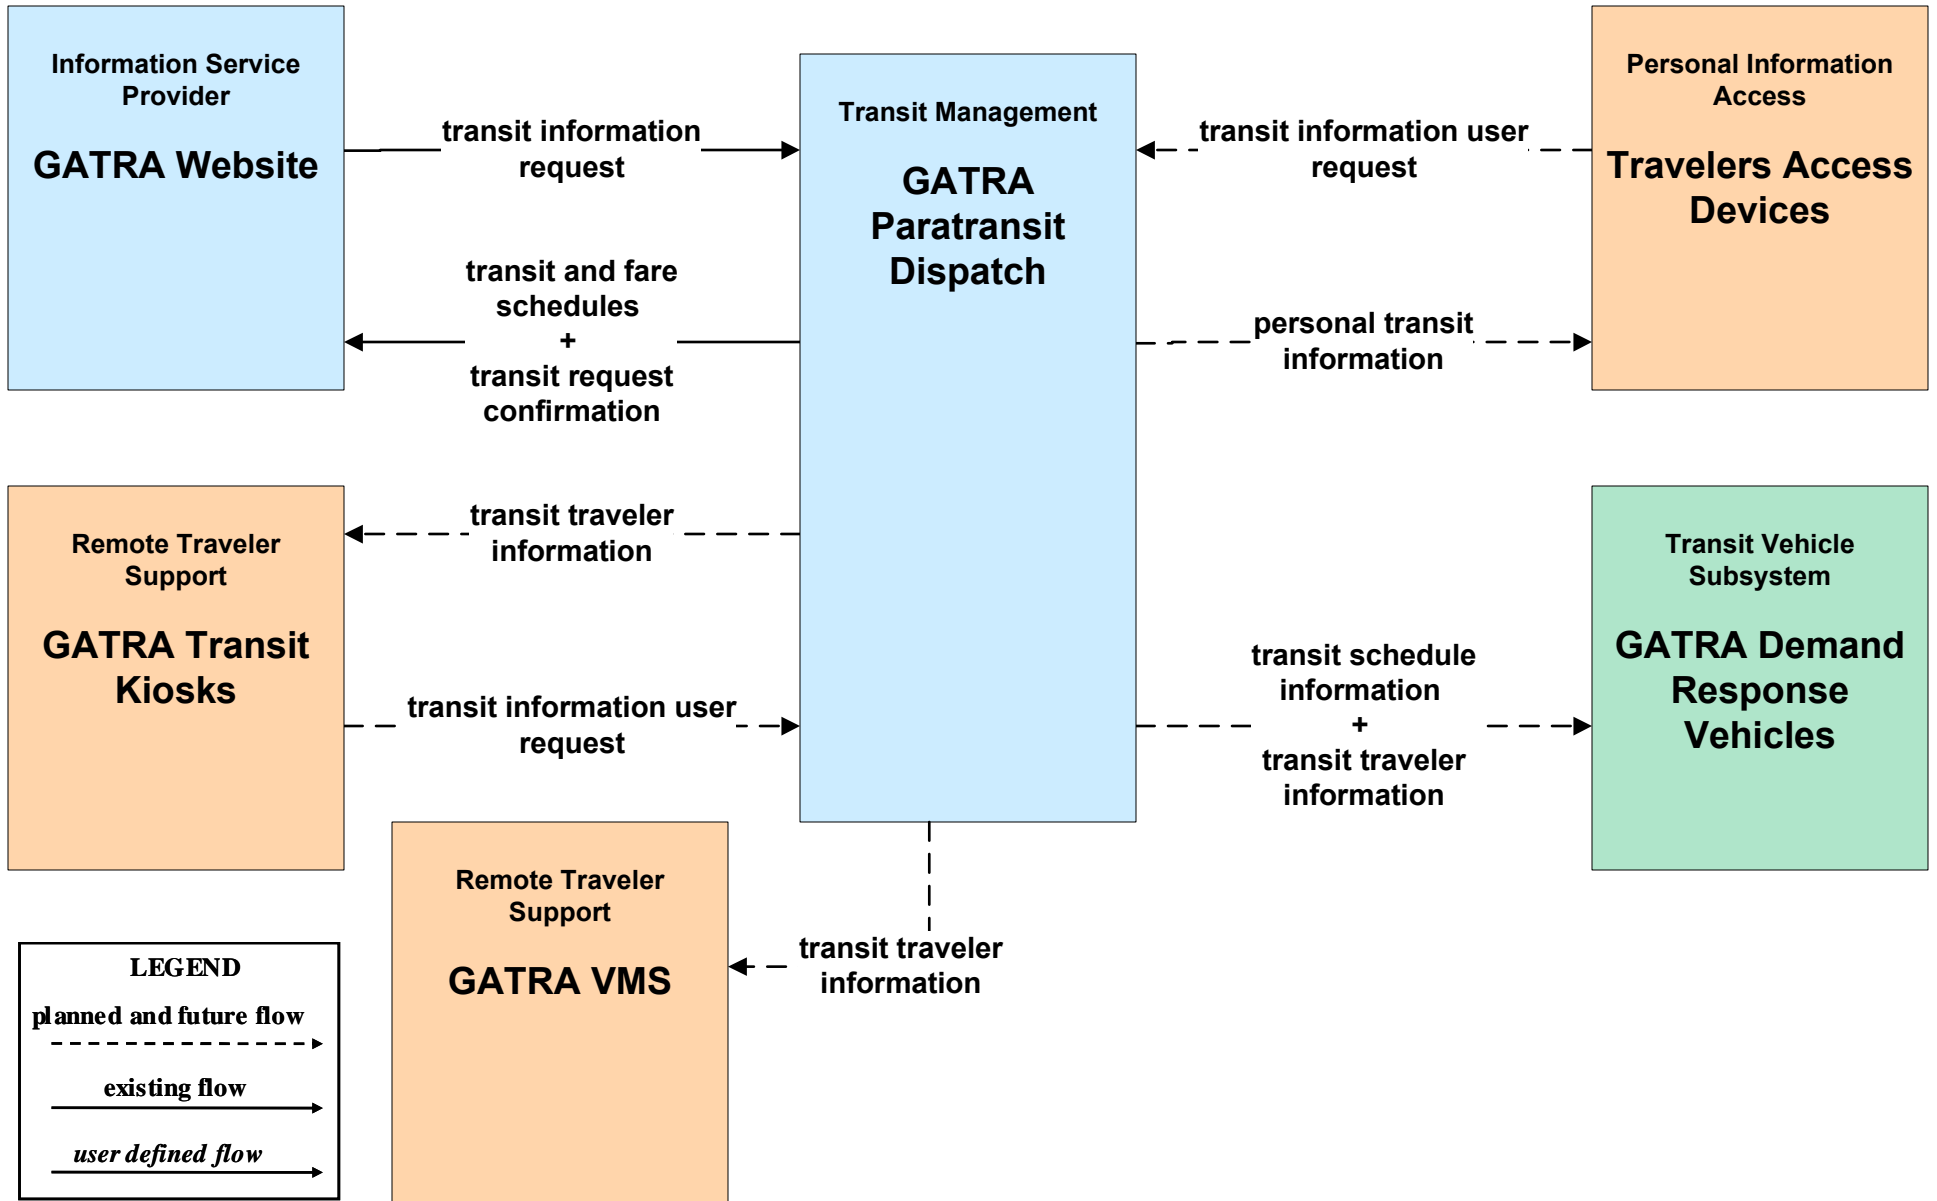 Information Service
Provider
GATRA Website
transit information
request
transit and fare
schedules
+
transit request
confirmation
Transit Management
GATRA
Paratransit
Dispatch
transit information user
request
personal transit
information
Personal Information
Access
Travelers Access
Devices
Remote Traveler
Support
GATRA Transit
Kiosks
transit traveler
information
transit information user
request
transit schedule
information
+
transit traveler
information
Transit Vehicle
Subsystem
GATRA Demand
Response
Vehicles
Remote Traveler
Support
GATRA VMS
transit traveler
information
LEGEND
planned and future flow
existing flow
user defined flow